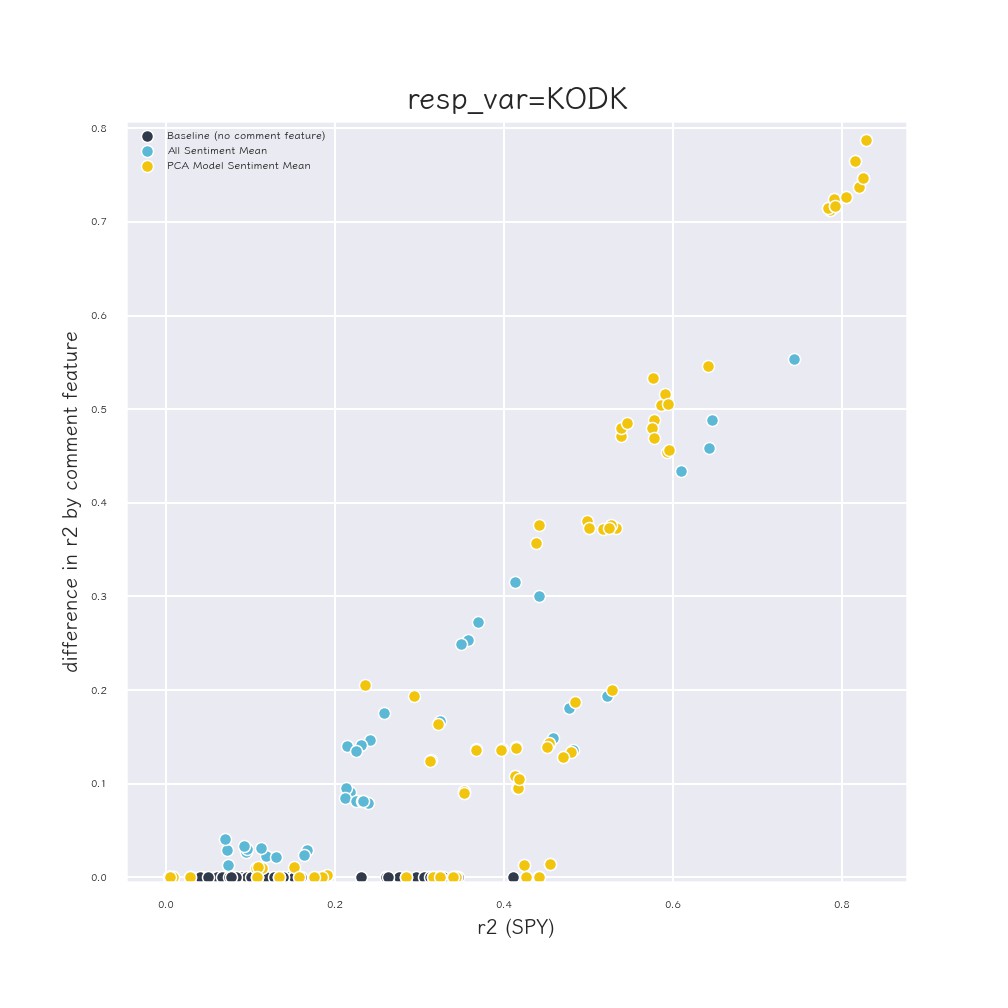 resp_var=KODK
Baseline (no comment feature)
All Sentiment Mean
PCA Model Sentiment Mean
difference in r2 by comment feature
0.8
0.7
0.6
0.5
0.4
0.3
0.2
0.1
0.0
0.0 0.2 0.4 0.6 0.8
r2 (SPY)